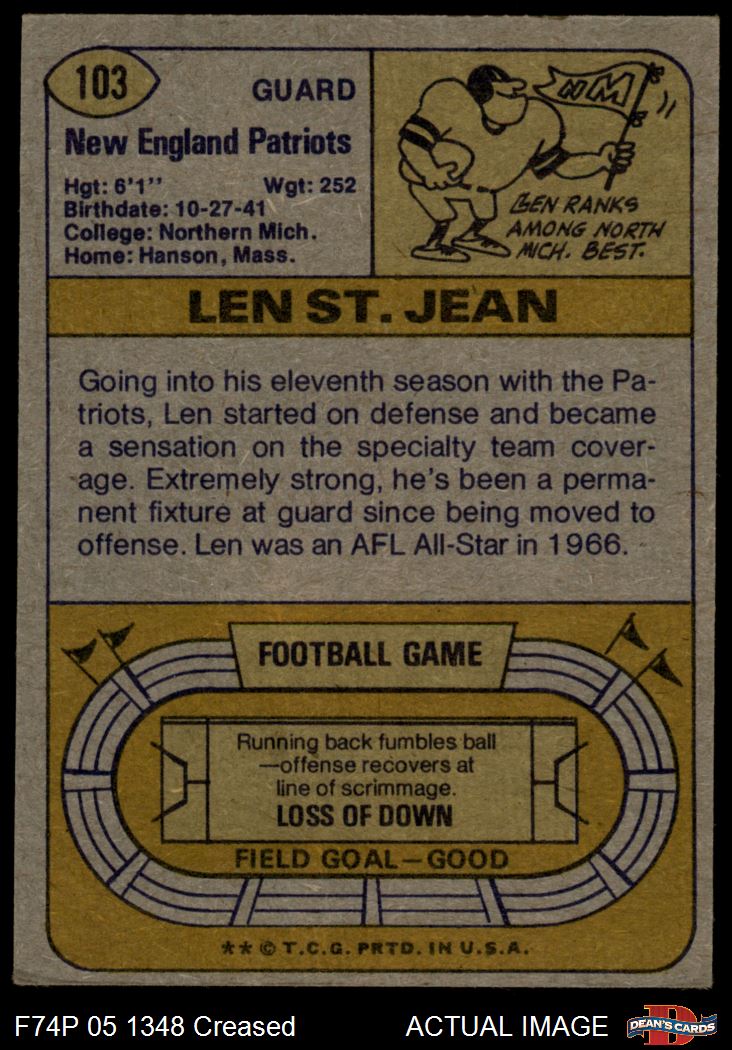 103
GUARD
New England Patriots
Hgt: 6'1" Wgt: 252
Birthdate: 10-27-41
College: Northern Mich.
Home: Hanson, Mass.
NM
LEN RANKS
AMONG NORTH
MICH. BEST.
LEN ST. JEAN
Going into his eleventh season with the Pa-
triots, Len started on defense and became
a sensation on the specialty team cover-
age. Extremely strong, he's been a perma-
nent fixture at guard since being moved to
offense. Len was an AFL All-Star in 1966.
FOOTBALL GAME
Running back fumbles ball
—offense recovers at
line of scrimmage.
LOSS OF DOWN
FIELD GOAL—GOOD
** © T.C.G. PRTD. IN U.S.A.
F74P 05 1348 Creased
ACTUAL IMAGE
D
DEAN'S CARDS